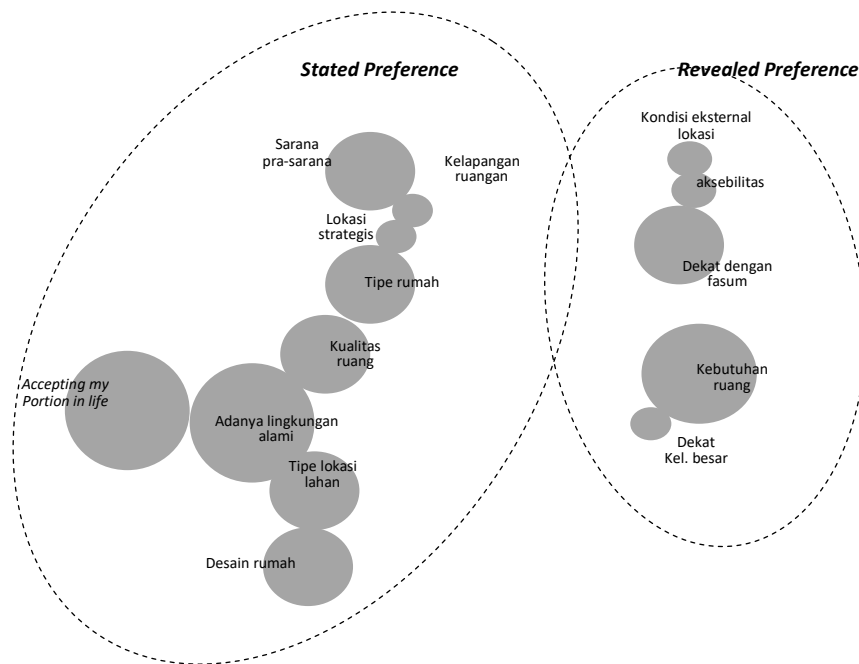 Stated Preference
Revealed Preference
Sarana
pra-sarana
Kelapangan
ruangan
Lokasi
strategis
Tipe rumah
Kualitas
ruang
Accepting my
Portion in life
Adanya lingkungan
alami
Tipe lokasi
lahan
Desain rumah
Kondisi eksternal
lokasi
aksebilitas
Dekat dengan
fasum
Kebutuhan
ruang
Dekat
Kel. besar